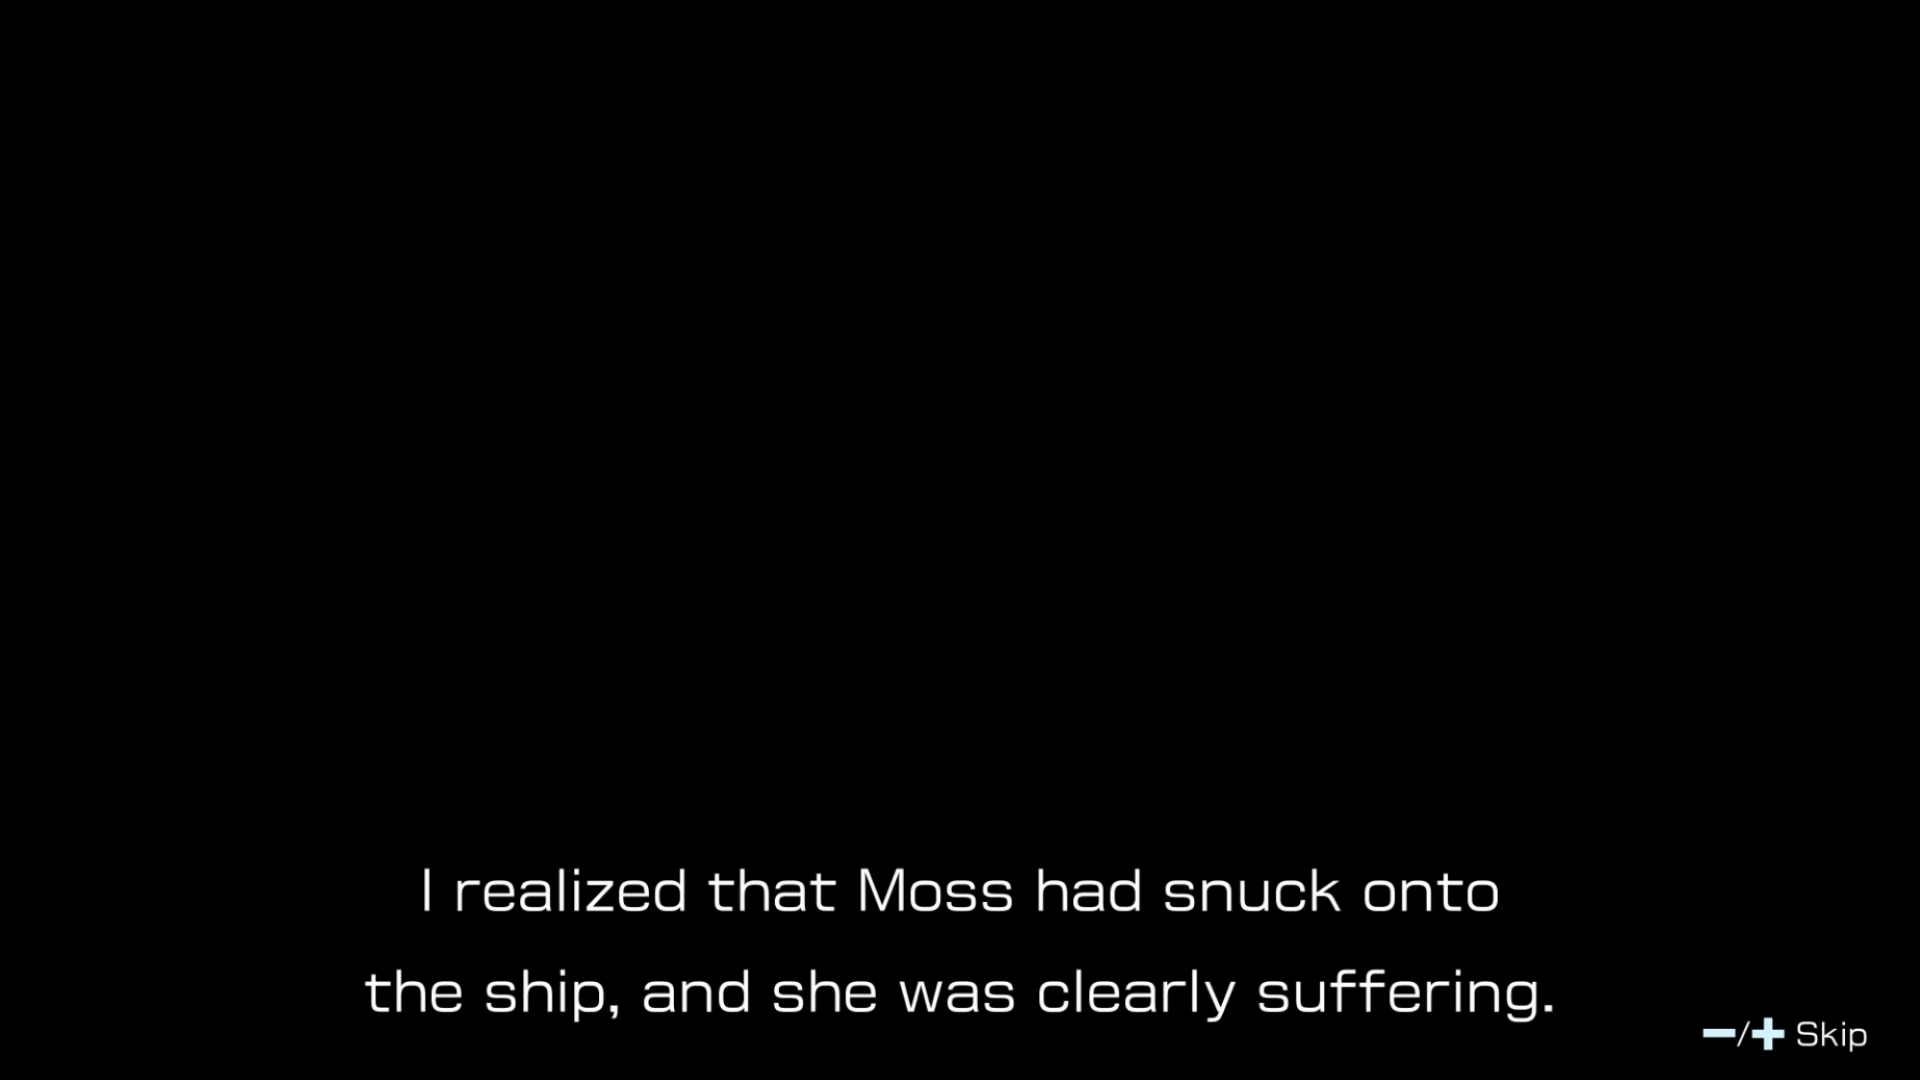 I realized that Moss had snuck onto
the ship, and she was clearly suffering.
−/+ Skip